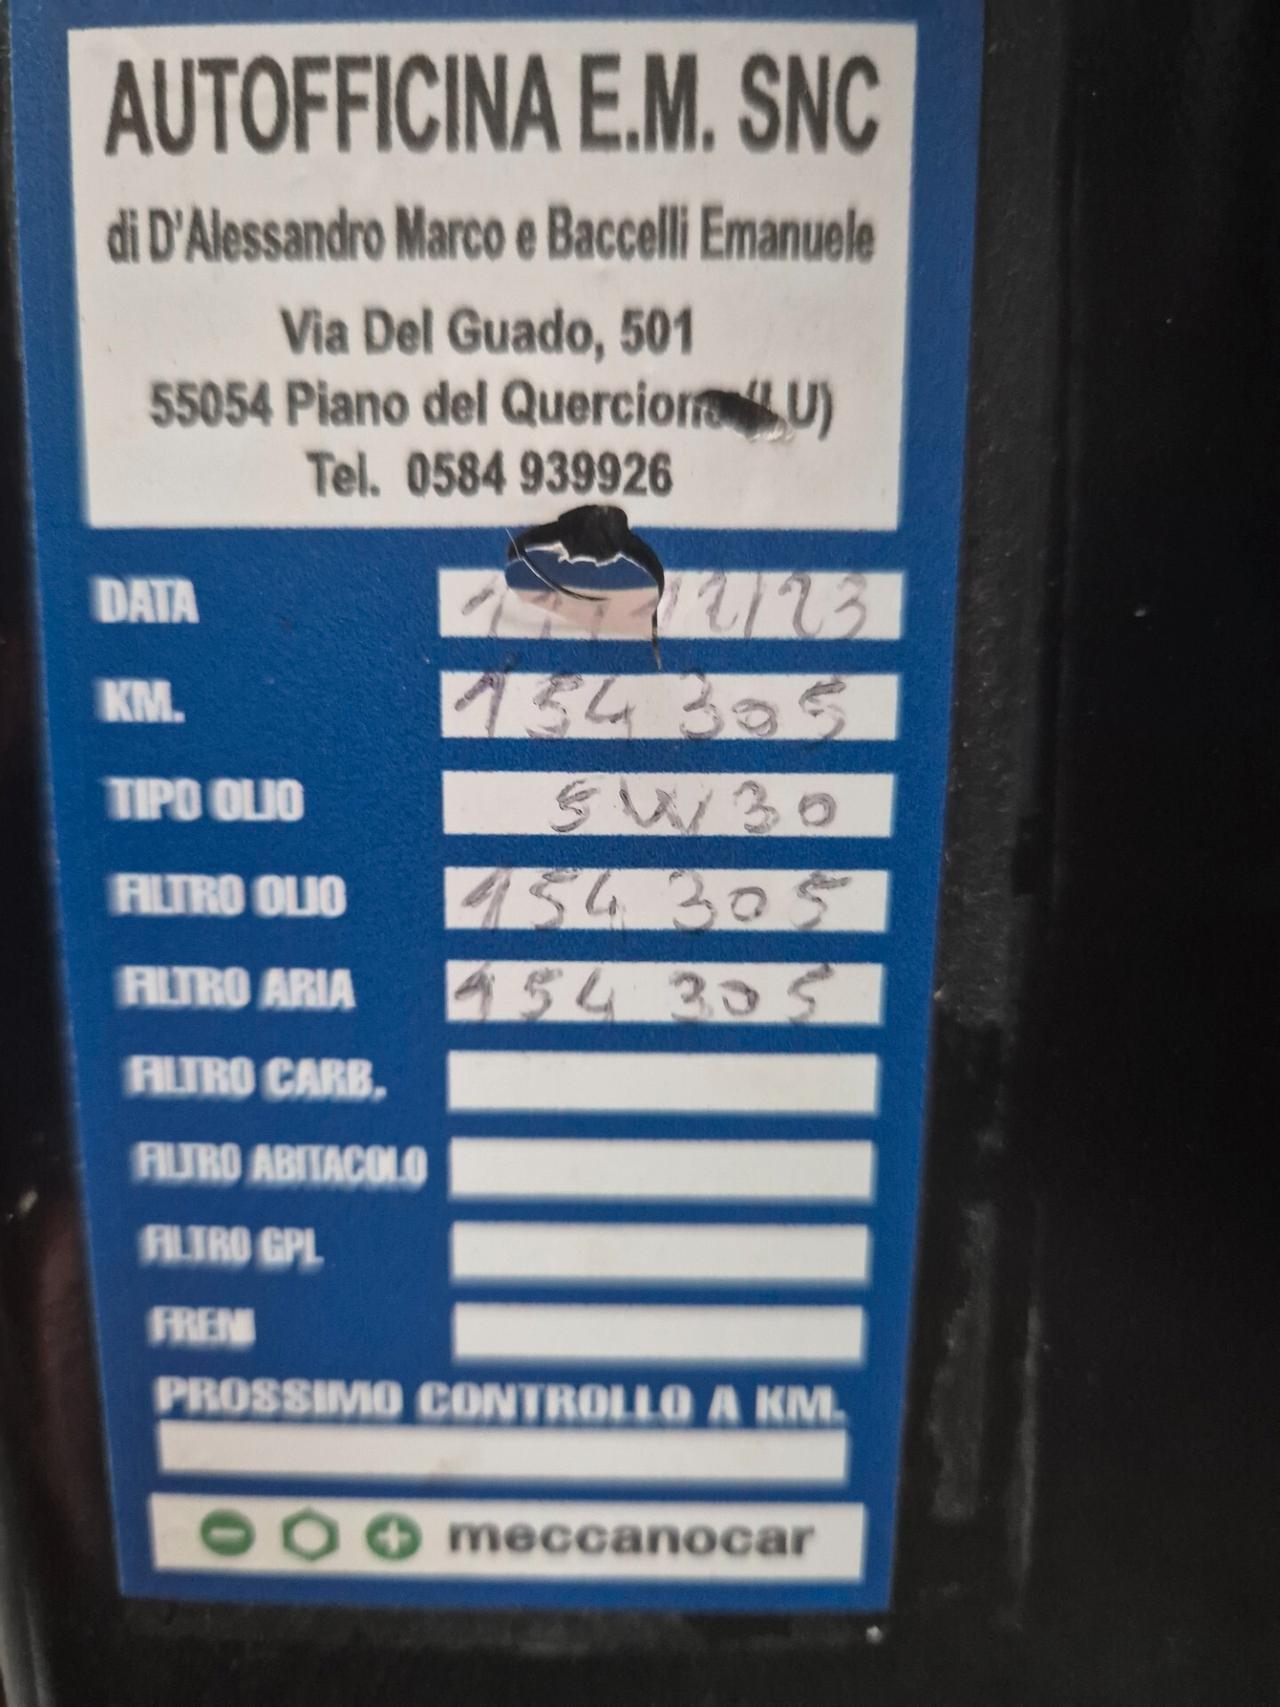 AUTOFFICINA E.M. SNC
di D'Alessandro Marco e Baccelli Emanuele
Via Del Guado, 501
55054 Piano del Querciona (LU)
Tel. 0584 939926
DATA 12/23
KM. 154 305
TIPO OLIO 5W30
FILTRO OLIO 154 305
FILTRO ARIA 154 305
FILTRO CARB.
FILTRO ABITACOLO
FILTRO GPL
FRENI
PROSSIMO CONTROLLO A KM.
meccanocar